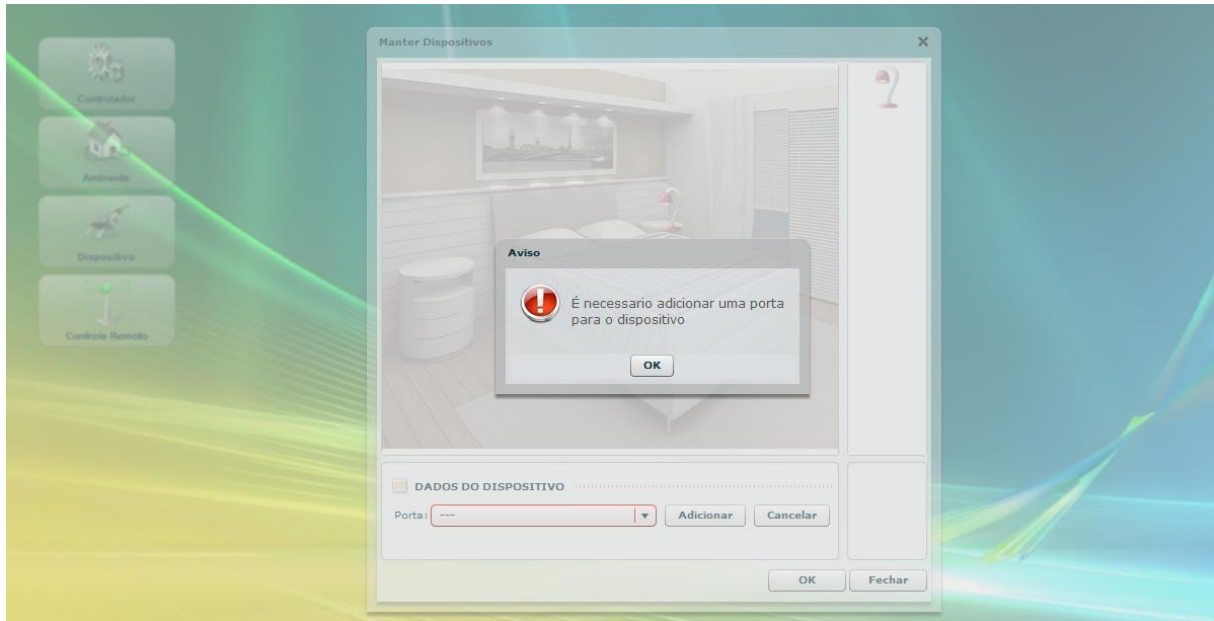 Controlador
Ambiente
Dispositivo
Controle Remoto
Manter Dispositivos
Aviso
É necessario adicionar uma porta
para o dispositivo
OK
DADOS DO DISPOSITIVO
Porta: --- Adicionar Cancelar
OK Fechar